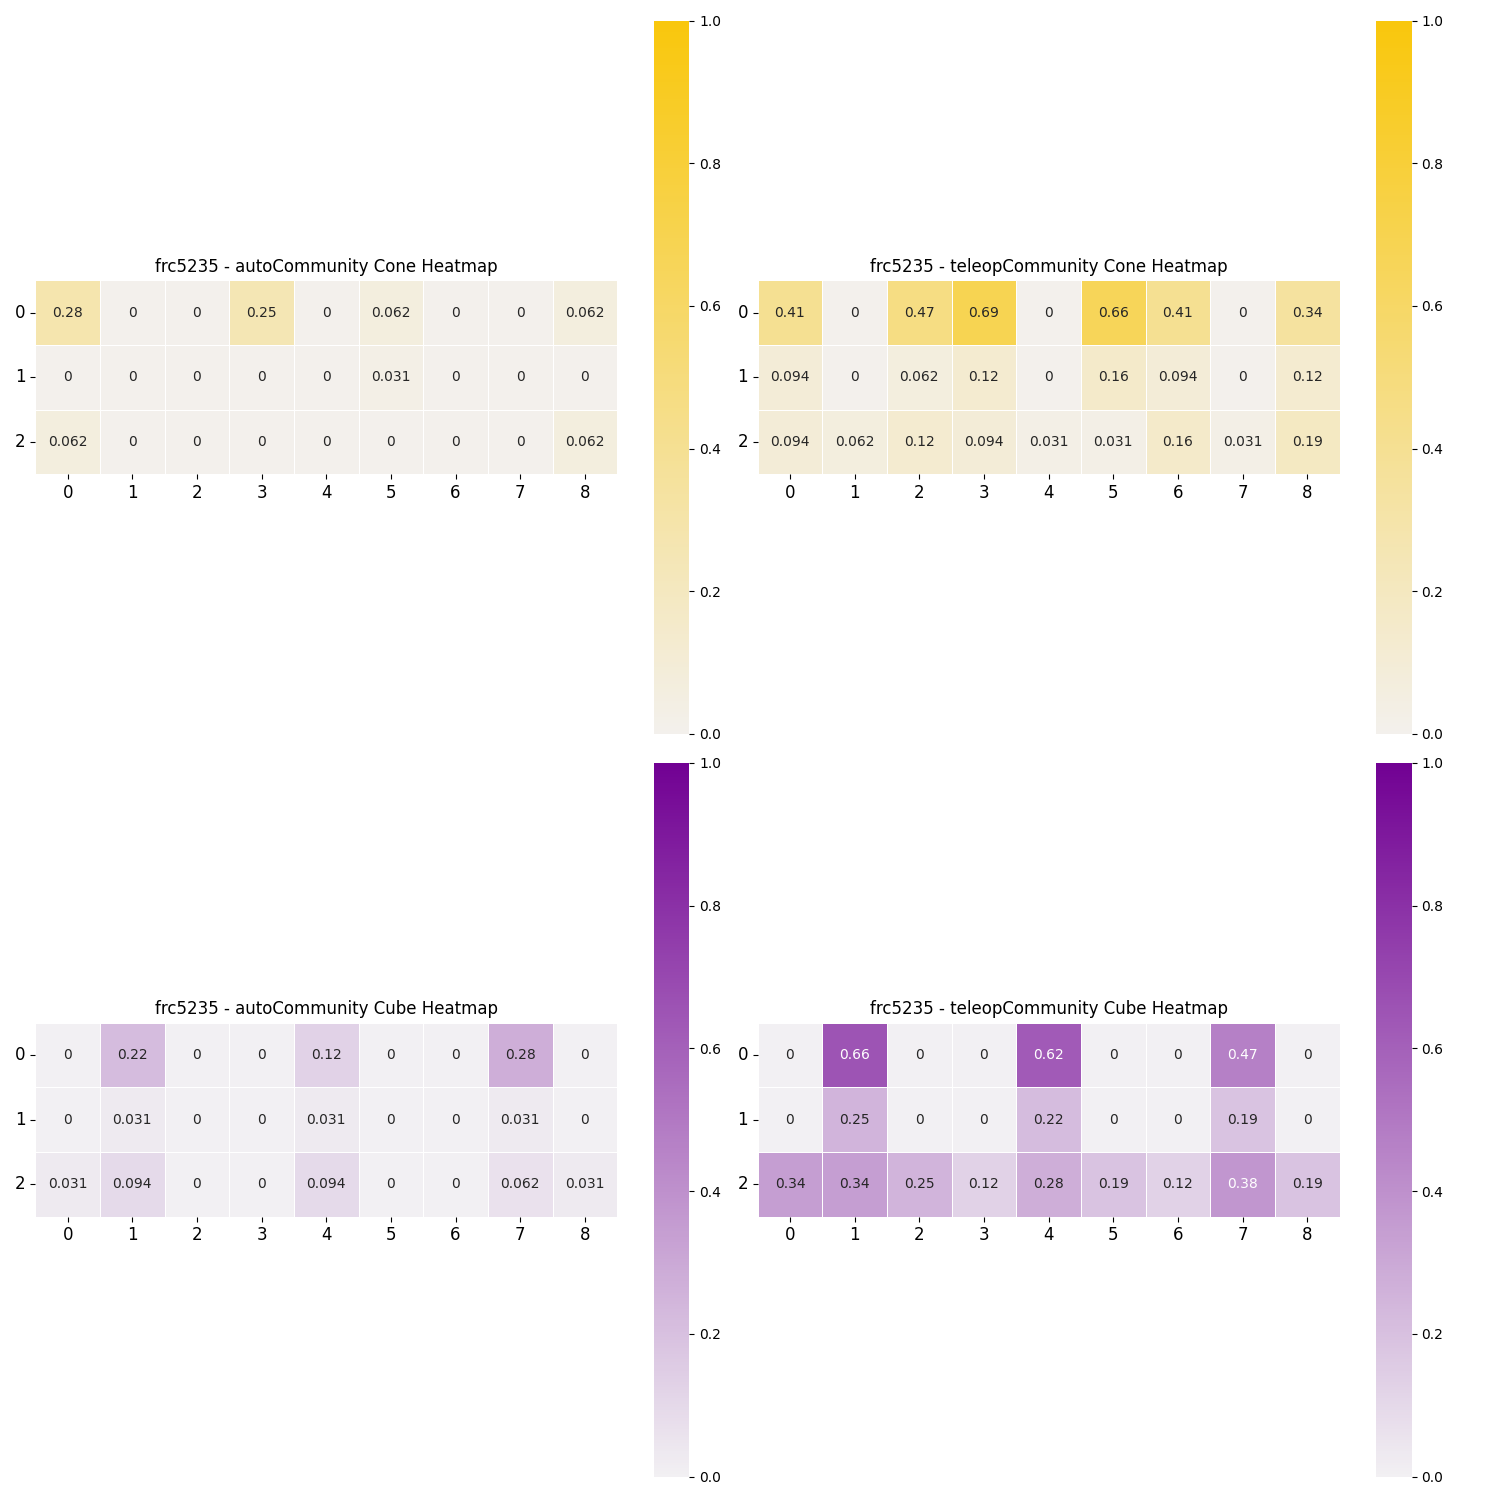 frc5235 - autoCommunity Cone Heatmap
0 0.28 0 0 0.25 0 0.062 0 0 0.062
1 0 0 0 0 0 0.031 0 0 0
2 0.062 0 0 0 0 0 0 0 0.062
0 1 2 3 4 5 6 7 8
1.0
0.8
0.6
0.4
0.2
0.0
frc5235 - teleopCommunity Cone Heatmap
0 0.41 0 0.47 0.69 0 0.66 0.41 0 0.34
1 0.094 0 0.062 0.12 0 0.16 0.094 0 0.12
2 0.094 0.062 0.12 0.094 0.031 0.031 0.16 0.031 0.19
0 1 2 3 4 5 6 7 8
1.0
0.8
0.6
0.4
0.2
0.0
frc5235 - autoCommunity Cube Heatmap
0 0 0.22 0 0 0.12 0 0 0.28 0
1 0 0.031 0 0 0.031 0 0 0.031 0
2 0.031 0.094 0 0 0.094 0 0 0.062 0.031
0 1 2 3 4 5 6 7 8
1.0
0.8
0.6
0.4
0.2
0.0
frc5235 - teleopCommunity Cube Heatmap
0 0 0.66 0 0 0.62 0 0 0.47 0
1 0 0.25 0 0 0.22 0 0 0.19 0
2 0.34 0.34 0.25 0.12 0.28 0.19 0.12 0.38 0.19
0 1 2 3 4 5 6 7 8
1.0
0.8
0.6
0.4
0.2
0.0